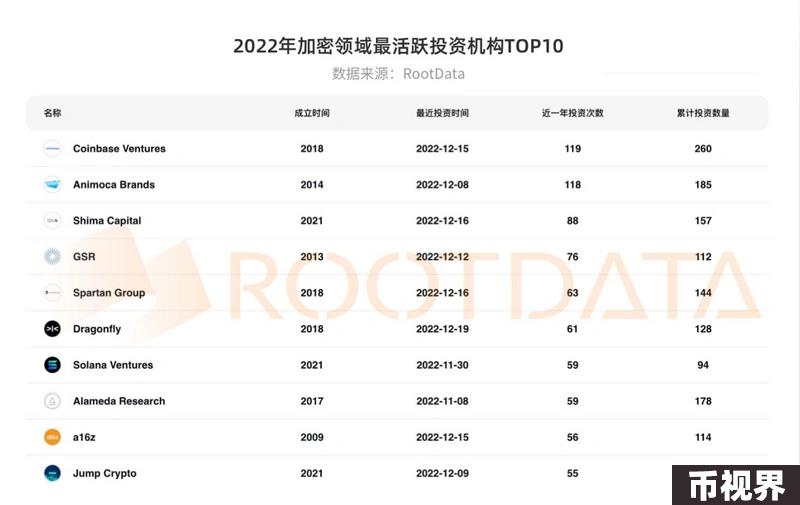 2022年加密领域最活跃投资机构TOP10
数据来源：RootData
名称 成立时间 最近投资时间 近一年投资次数 累计投资数量
Coinbase Ventures 2018 2022-12-15 119 260
Animoca Brands 2014 2022-12-08 118 185
Shima Capital 2021 2022-12-16 88 157
GSR 2013 2022-12-12 76 112
Spartan Group 2018 2022-12-16 63 144
Dragonfly 2018 2022-12-19 61 128
Solana Ventures 2021 2022-11-30 59 94
Alameda Research 2017 2022-11-08 59 178
a16z 2009 2022-12-15 56 114
Jump Crypto 2021 2022-12-09 55
ROOTDATA
币视界